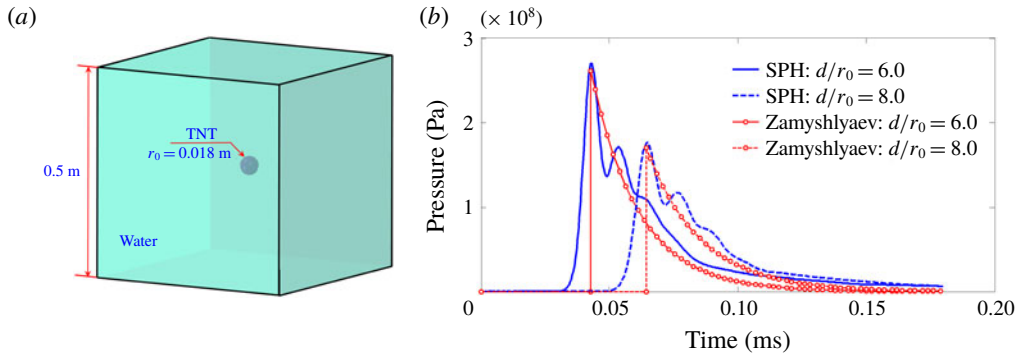 (a)
TNT
r₀ = 0.018 m
0.5 m
Water
(b)
(× 10⁸)
3
2
1
0
0.05
0.10
0.15
0.20
Pressure (Pa)
Time (ms)
SPH: d/r₀ = 6.0
SPH: d/r₀ = 8.0
Zamyshlyaev: d/r₀ = 6.0
Zamyshlyaev: d/r₀ = 8.0